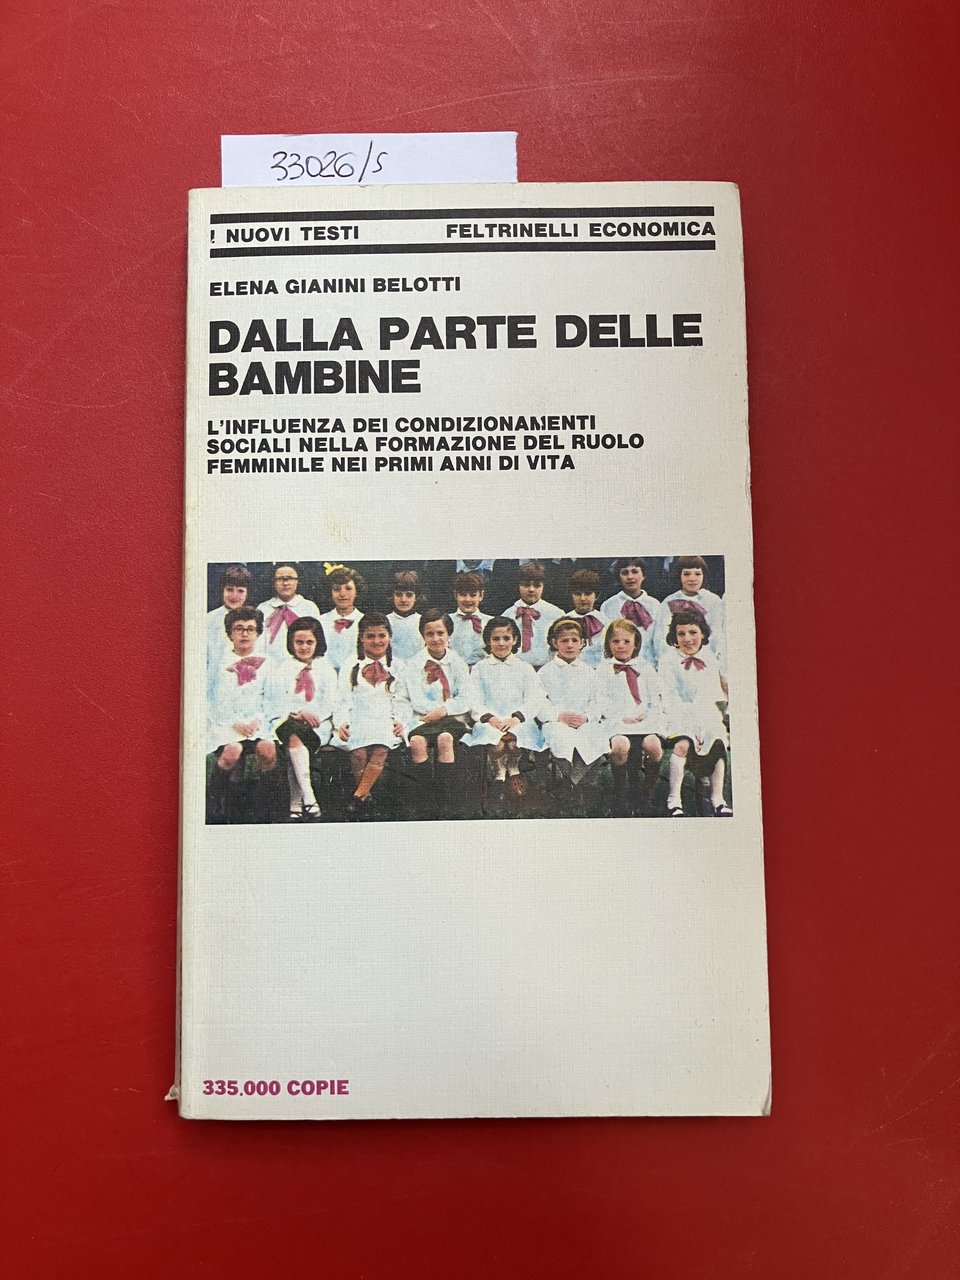 33026/s
I NUOVI TESTI FELTRINELLI ECONOMICA
ELENA GIANINI BELOTTI
DALLA PARTE DELLE
BAMBINE
L'INFLUENZA DEI CONDIZIONAMENTI
SOCIALI NELLA FORMAZIONE DEL RUOLO
FEMMINILE NEI PRIMI ANNI DI VITA
335.000 COPIE